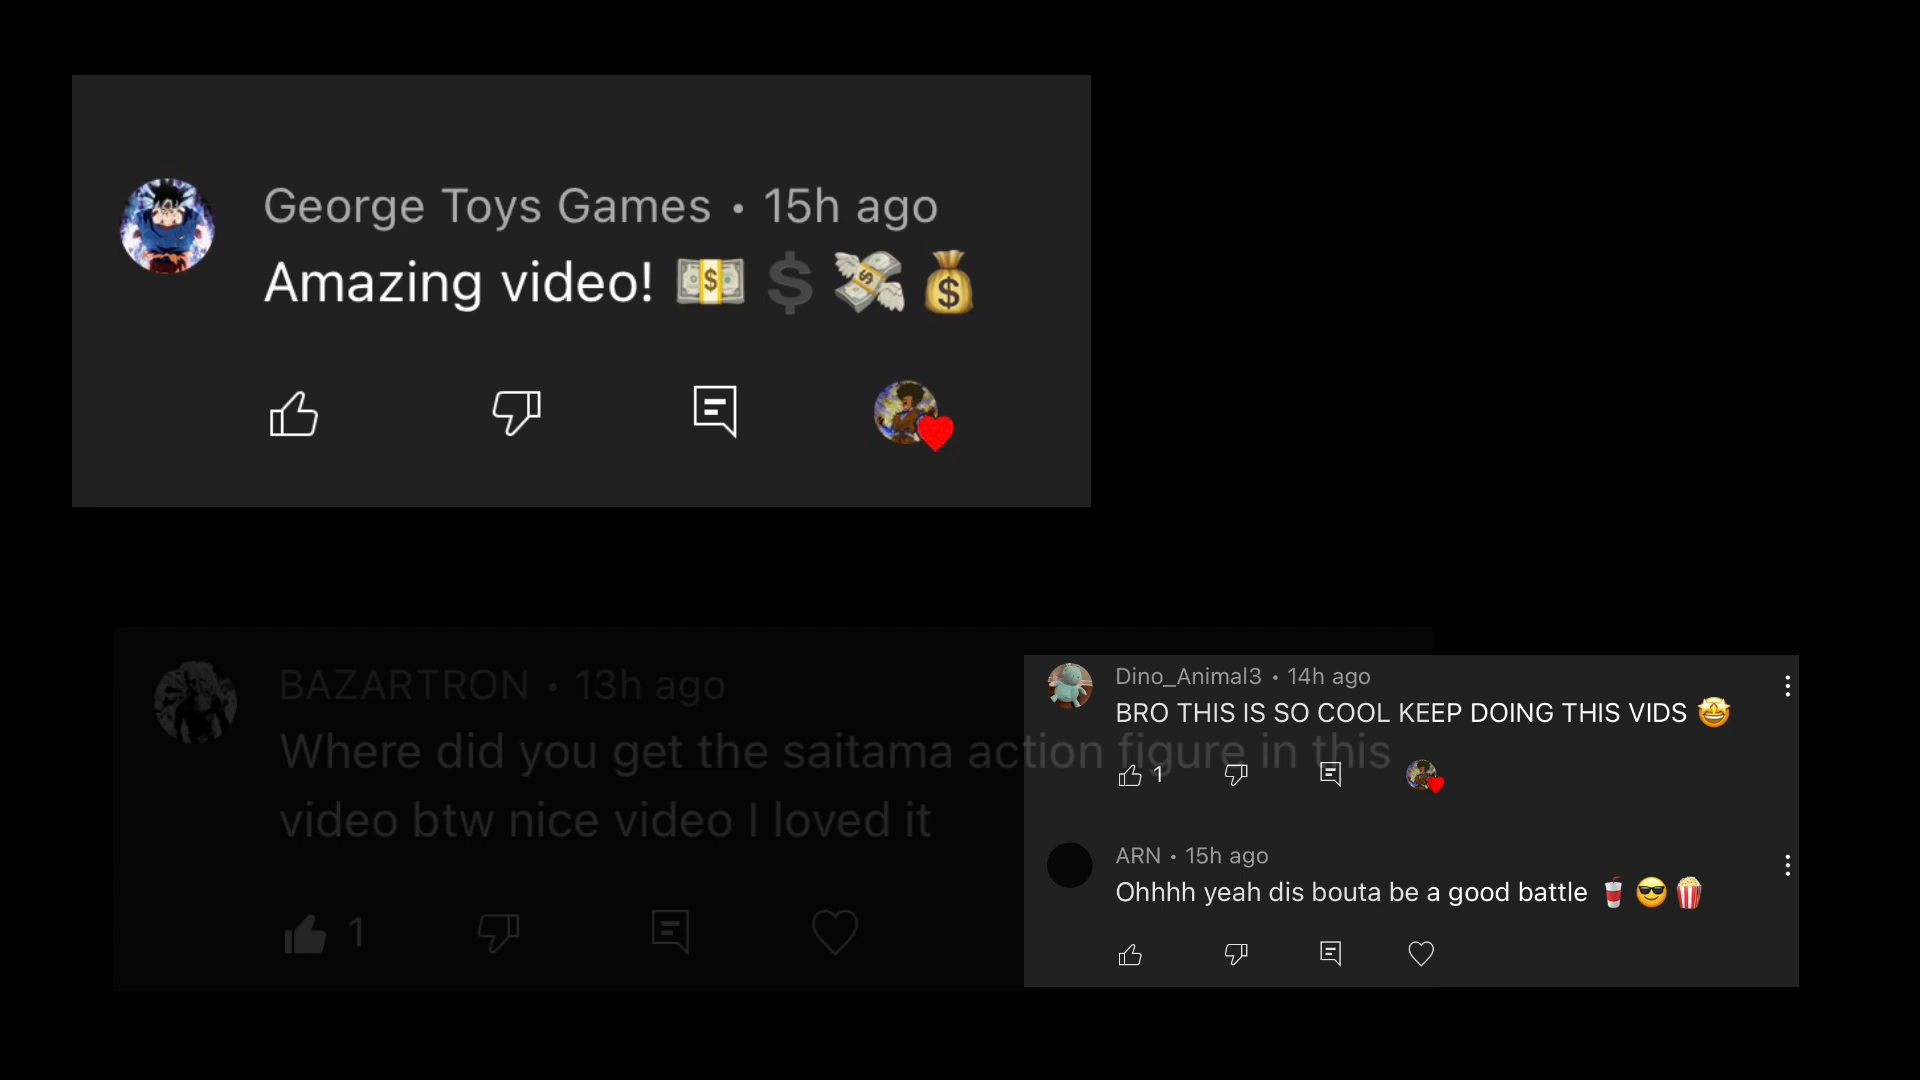 George Toys Games • 15h ago
Amazing video! 💵 💲 💸 💰
BAZARTRON • 13h ago
Where did you get the saitama action figure in this
video btw nice video I loved it
1
Dino_Animal3 • 14h ago
BRO THIS IS SO COOL KEEP DOING THIS VIDS 🤩
1
ARN • 15h ago
Ohhhh yeah dis bouta be a good battle 🥤 😎 🍿